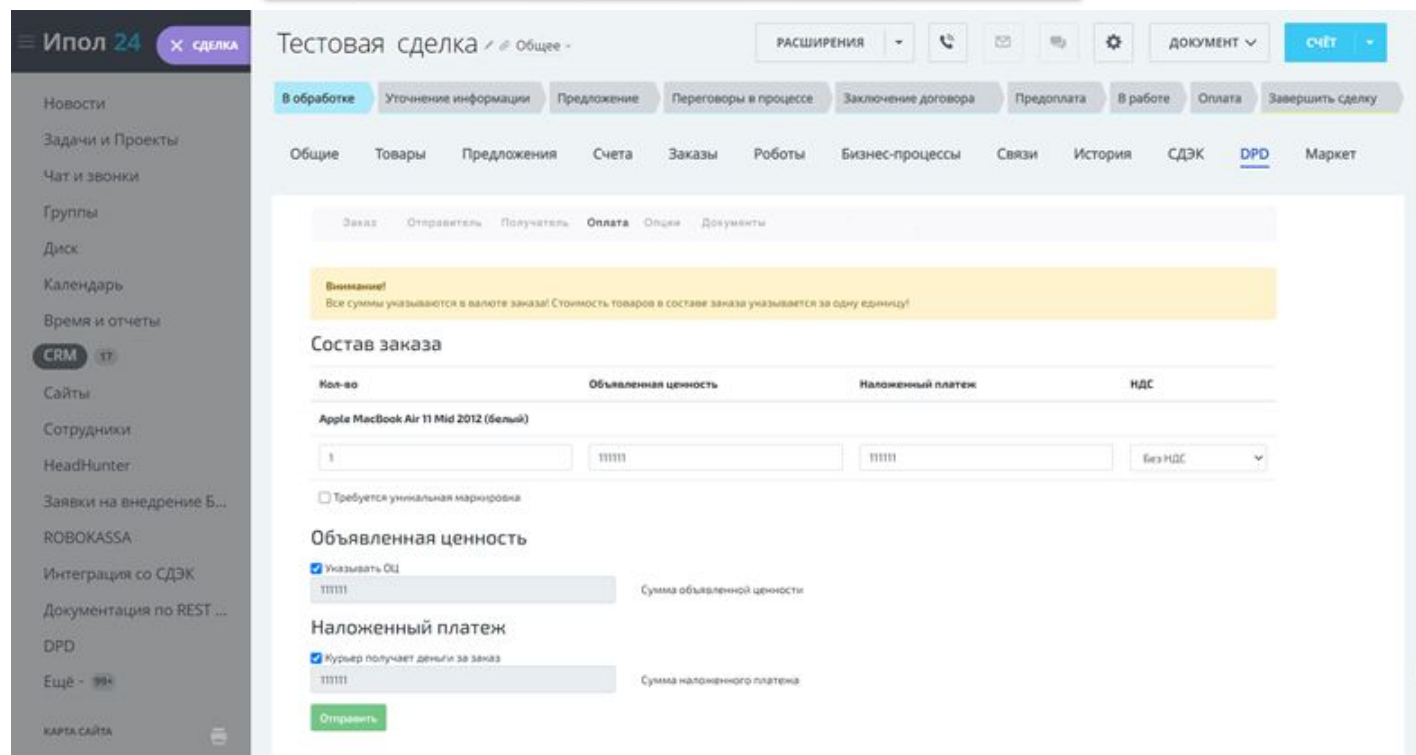 Ипол 24
× СДЕЛКА
Новости
Задачи и Проекты
Чат и звонки
Группы
Диск
Календарь
Время и отчеты
CRM 17
Сайты
Сотрудники
HeadHunter
Заявки на внедрение Б...
ROBOKASSA
Интеграция со СДЭК
Документация по REST ...
DPD
Ещё - 99+
КАРТА САЙТА
Тестовая сделка Общее -
РАСШИРЕНИЯ
ДОКУМЕНТ
СЧЁТ
В обработке Уточнение информации Предложение Переговоры в процессе Заключение договора Предоплата В работе Оплата Завершить сделку
Общие Товары Предложения Счета Заказы Роботы Бизнес-процессы Связи История СДЭК DPD Маркет
Заказ Отправитель Получатель Оплата Опции Документы
Внимание!
Все суммы указываются в валюте заказа! Стоимость товаров в составе заказа указывается за одну единицу!
Состав заказа
Кол-во Объявленная ценность Наложенный платеж НДС
Apple MacBook Air 11 Mid 2012 (белый)
1 111111 111111 Без НДС
Требуется уникальная маркировка
Объявленная ценность
Указывать ОЦ
111111 Сумма объявленной ценности
Наложенный платеж
Курьер получает деньги за заказ
111111 Сумма наложенного платежа
Отправить